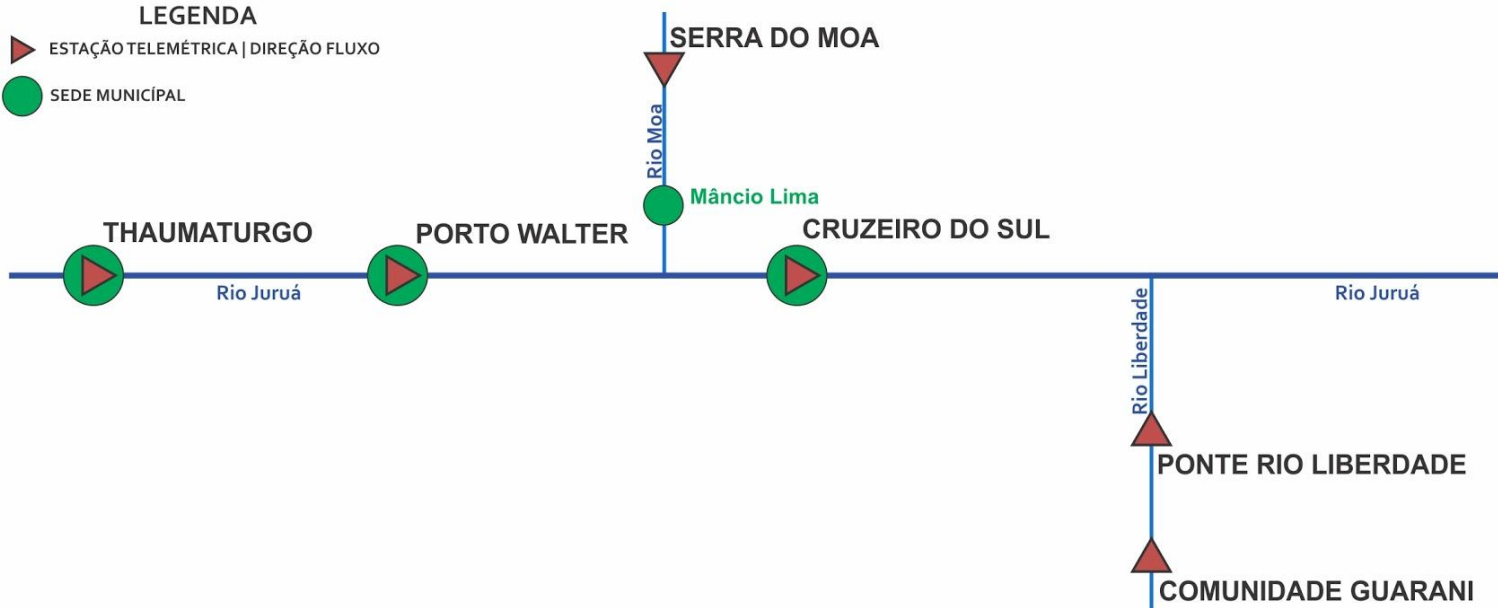 LEGENDA
ESTAÇÃO TELEMÉTRICA | DIREÇÃO FLUXO
SEDE MUNICÍPAL
SERRA DO MOA
Rio Moa
Mâncio Lima
THAUMATURGO
PORTO WALTER
CRUZEIRO DO SUL
Rio Juruá
Rio Juruá
Rio Liberdade
PONTE RIO LIBERDADE
COMUNIDADE GUARANI